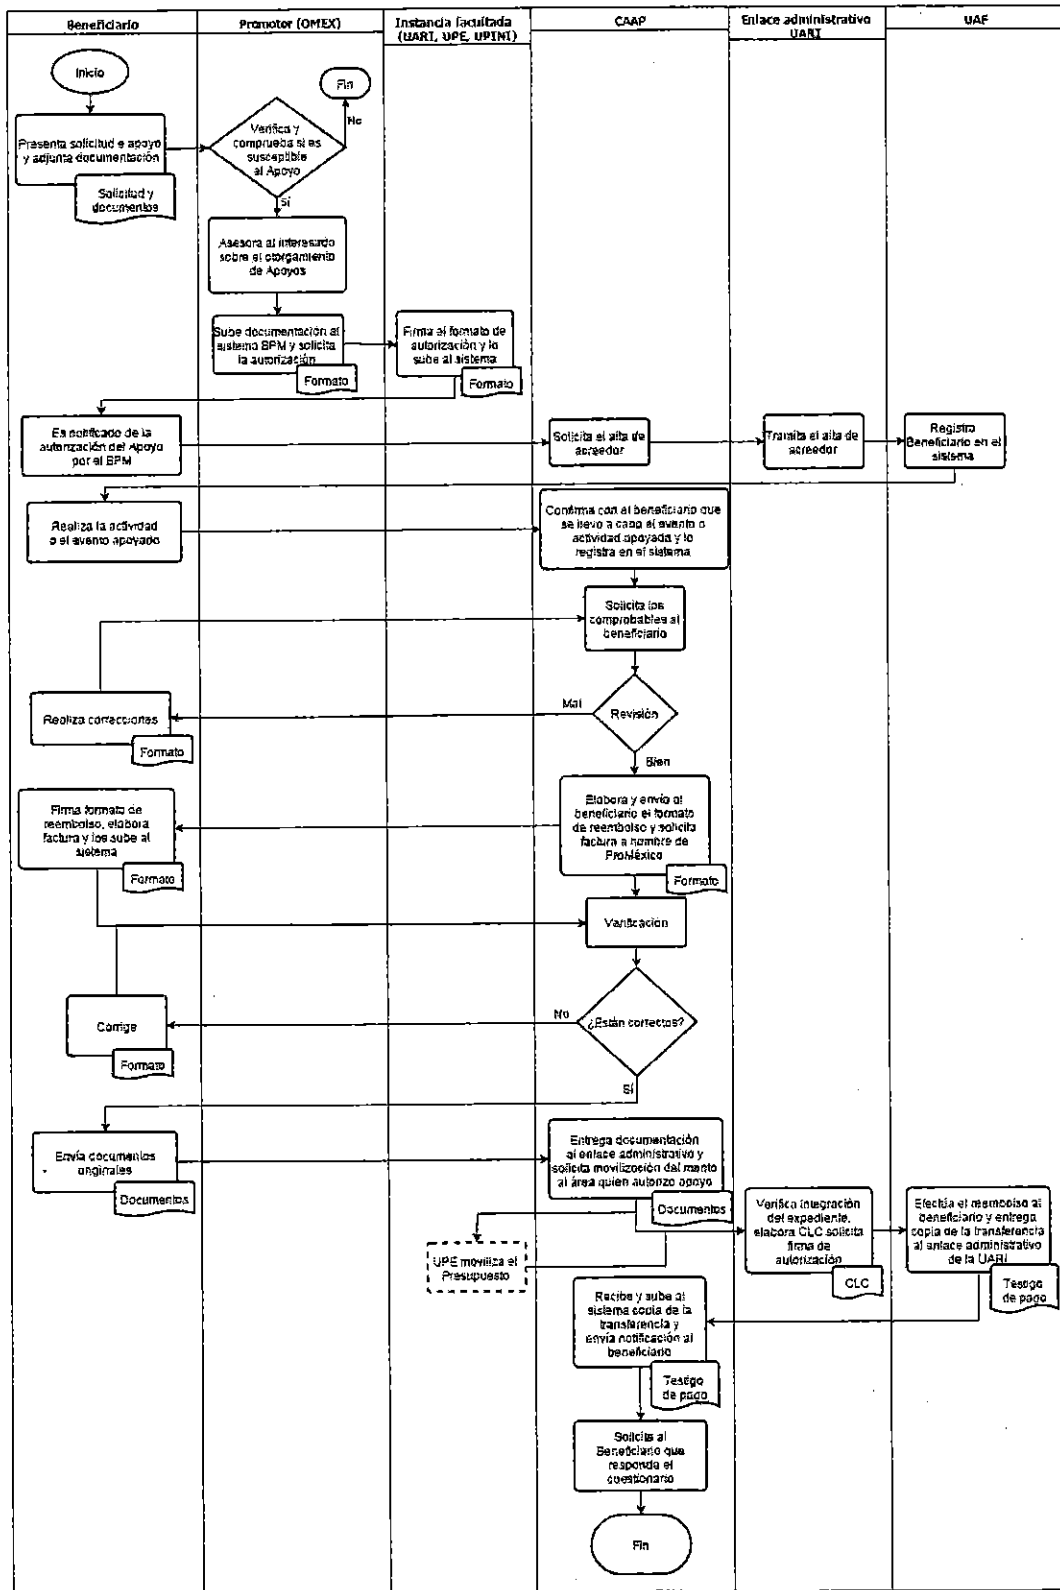 Beneficiario
Promotor (OMEX)
Instancia facultada
(UARI, UPE, UPINI)
CAAP
Enlace administrativo
UARI
UAF
Inicio
Fin
No
Presenta solicitud e apoyo
y adjunta documentación
Solicitud y
documentos
Verifica y
comprueba si es
susceptible
al Apoyo
Sí
Asesora al interesado
sobre el otorgamiento
de Apoyos
Sube documentación al
sistema BPM y solicita
la autorización
Formato
Firma el formato de
autorización y lo
sube al sistema
Formato
Es notificado de la
autorización del Apoyo
por el BPM
Solicita el alta de
acreedor
Tramita el alta de
acreedor
Registra
Beneficiario en el
sistema
Realiza la actividad
o el evento apoyado
Confirma con el beneficiario que
se llevo a cabo el evento o
actividad apoyada y lo
registra en el sistema
Solicita los
comprobables al
beneficiario
Revisión
Mal
Realiza correcciones
Formato
Bien
Elabora y envío al
beneficiario el formato
de reembolso y solicita
factura a nombre de
ProMéxico
Formato
Firma formato de
reembolso, elabora
factura y los sube al
sistema
Formato
Verificación
¿Están correctos?
No
Corrige
Formato
Sí
Envía documentos
originales
Documentos
Entrega documentación
al enlace administrativo y
solicita movilización del monto
al área quien autorizo apoyo
Documentos
UPE moviliza el
Presupuesto
Verifica integración
del expediente,
elabora CLC solicita
firma de
autorización
CLC
Efectúa el reembolso al
beneficiario y entrega
copia de la transferencia
al enlace administrativo
de la UARI
Testigo
de pago
Recibe y sube al
sistema copia de la
transferencia y
envía notificación al
beneficiario
Testigo
de pago
Solicita al
Beneficiario que
responda el
cuestionario
Fin